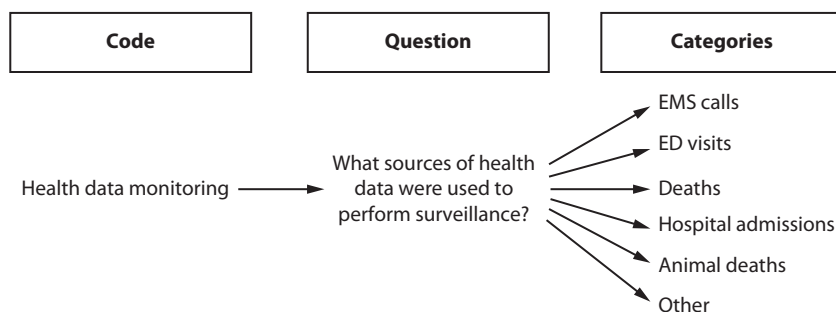 Code
Question
Categories
Health data monitoring
What sources of health
data were used to
perform surveillance?
EMS calls
ED visits
Deaths
Hospital admissions
Animal deaths
Other